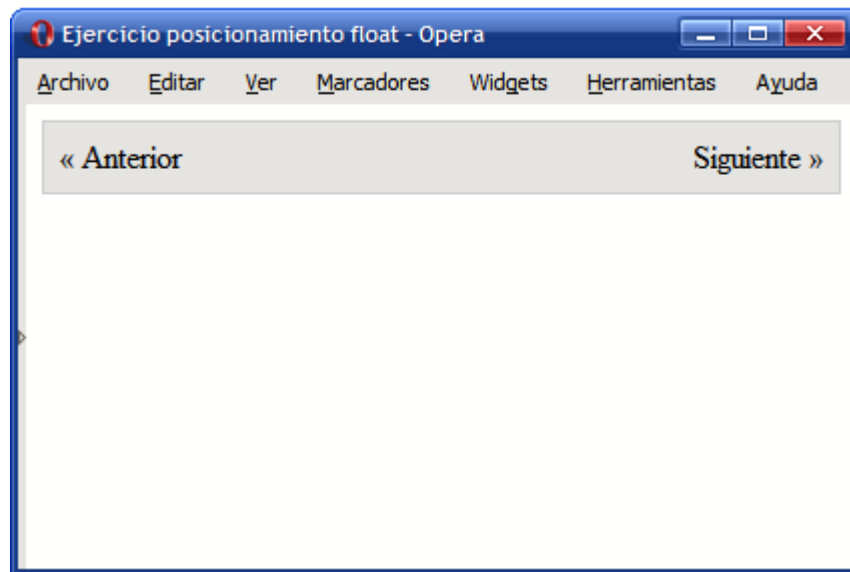 Ejercicio posicionamiento float - Opera
Archivo Editar Ver Marcadores Widgets Herramientas Ayuda
« Anterior Siguiente »